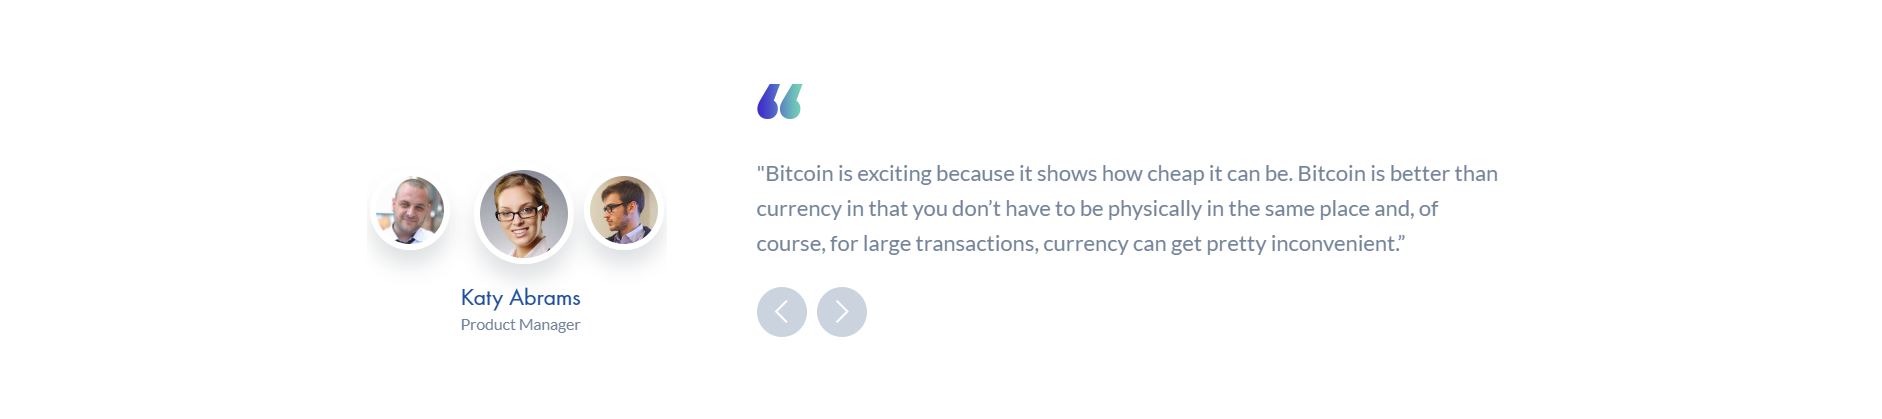 “
"Bitcoin is exciting because it shows how cheap it can be. Bitcoin is better than
currency in that you don’t have to be physically in the same place and, of
course, for large transactions, currency can get pretty inconvenient.”
Katy Abrams
Product Manager